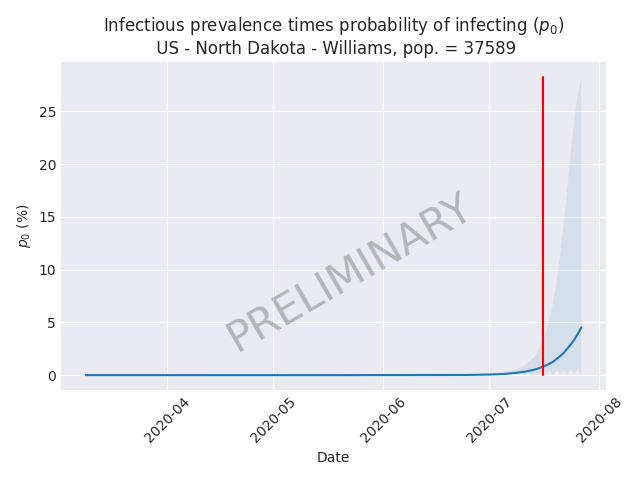 Infectious prevalence times probability of infecting (p₀)
US - North Dakota - Williams, pop. = 37589
25
20
15
10
5
0
p₀ (%)
PRELIMINARY
2020-04
2020-05
2020-06
2020-07
2020-08
Date